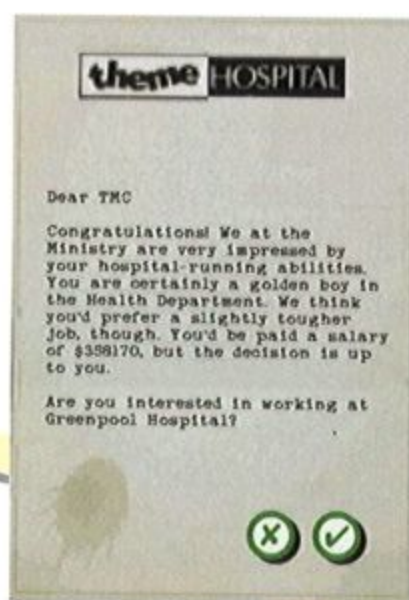 theme HOSPITAL
Dear TMC
Congratulations! We at the
Ministry are very impressed by
your hospital-running abilities.
You are certainly a golden boy in
the Health Department. We think
you'd prefer a slightly tougher
job, though. You'd be paid a salary
of $358170, but the decision is up
to you.
Are you interested in working at
Greenpool Hospital?